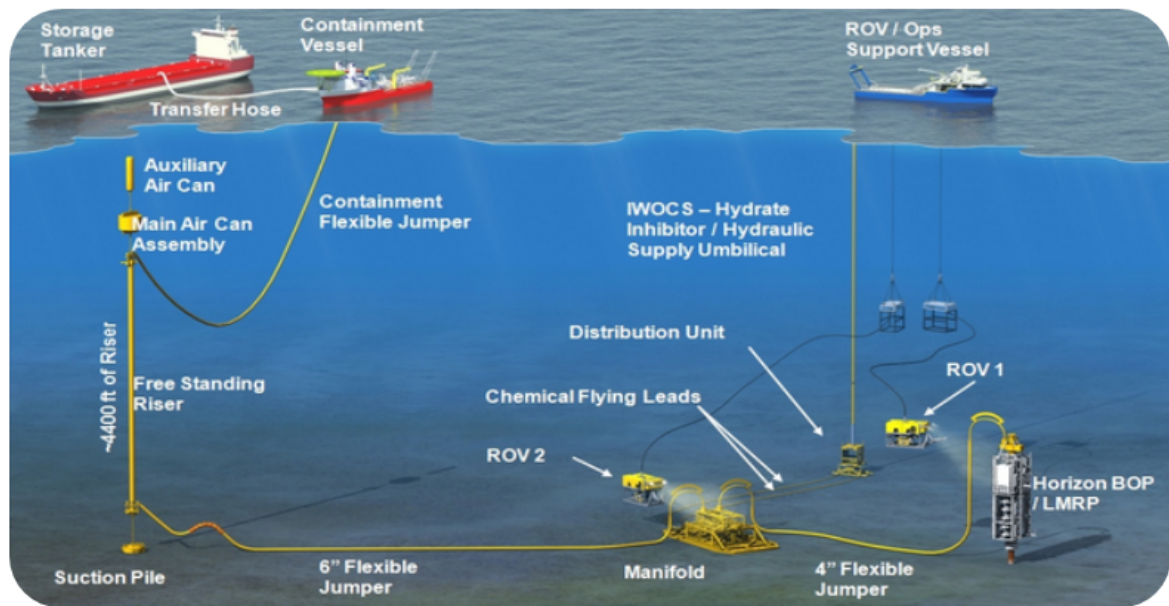 Storage
Tanker
Containment
Vessel
ROV / Ops
Support Vessel
Transfer Hose
Auxiliary
Air Can
Main Air Can
Assembly
Containment
Flexible Jumper
IWOCS – Hydrate
Inhibitor / Hydraulic
Supply Umbilical
~4400 ft of Riser
Free Standing
Riser
Distribution Unit
Chemical Flying Leads
ROV 1
ROV 2
Horizon BOP
/ LMRP
Suction Pile
6” Flexible
Jumper
Manifold
4” Flexible
Jumper